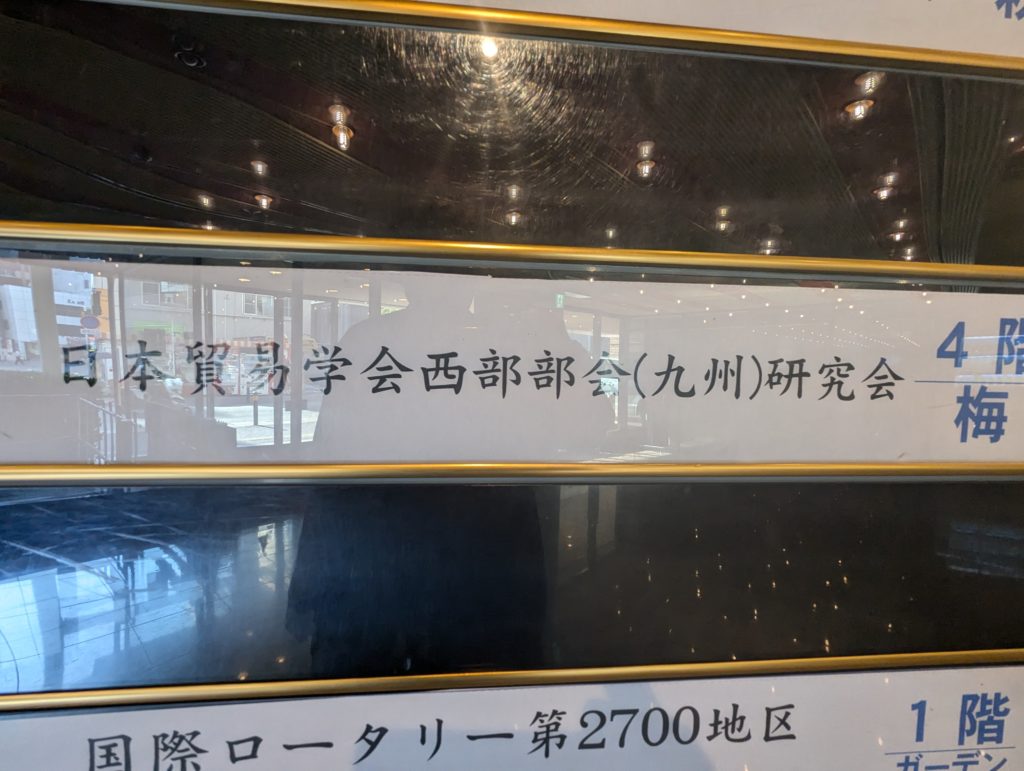 日本貿易学会西部部会(九州)研究会
4階
梅
国際ロータリー第2700地区
1階
ガーデン